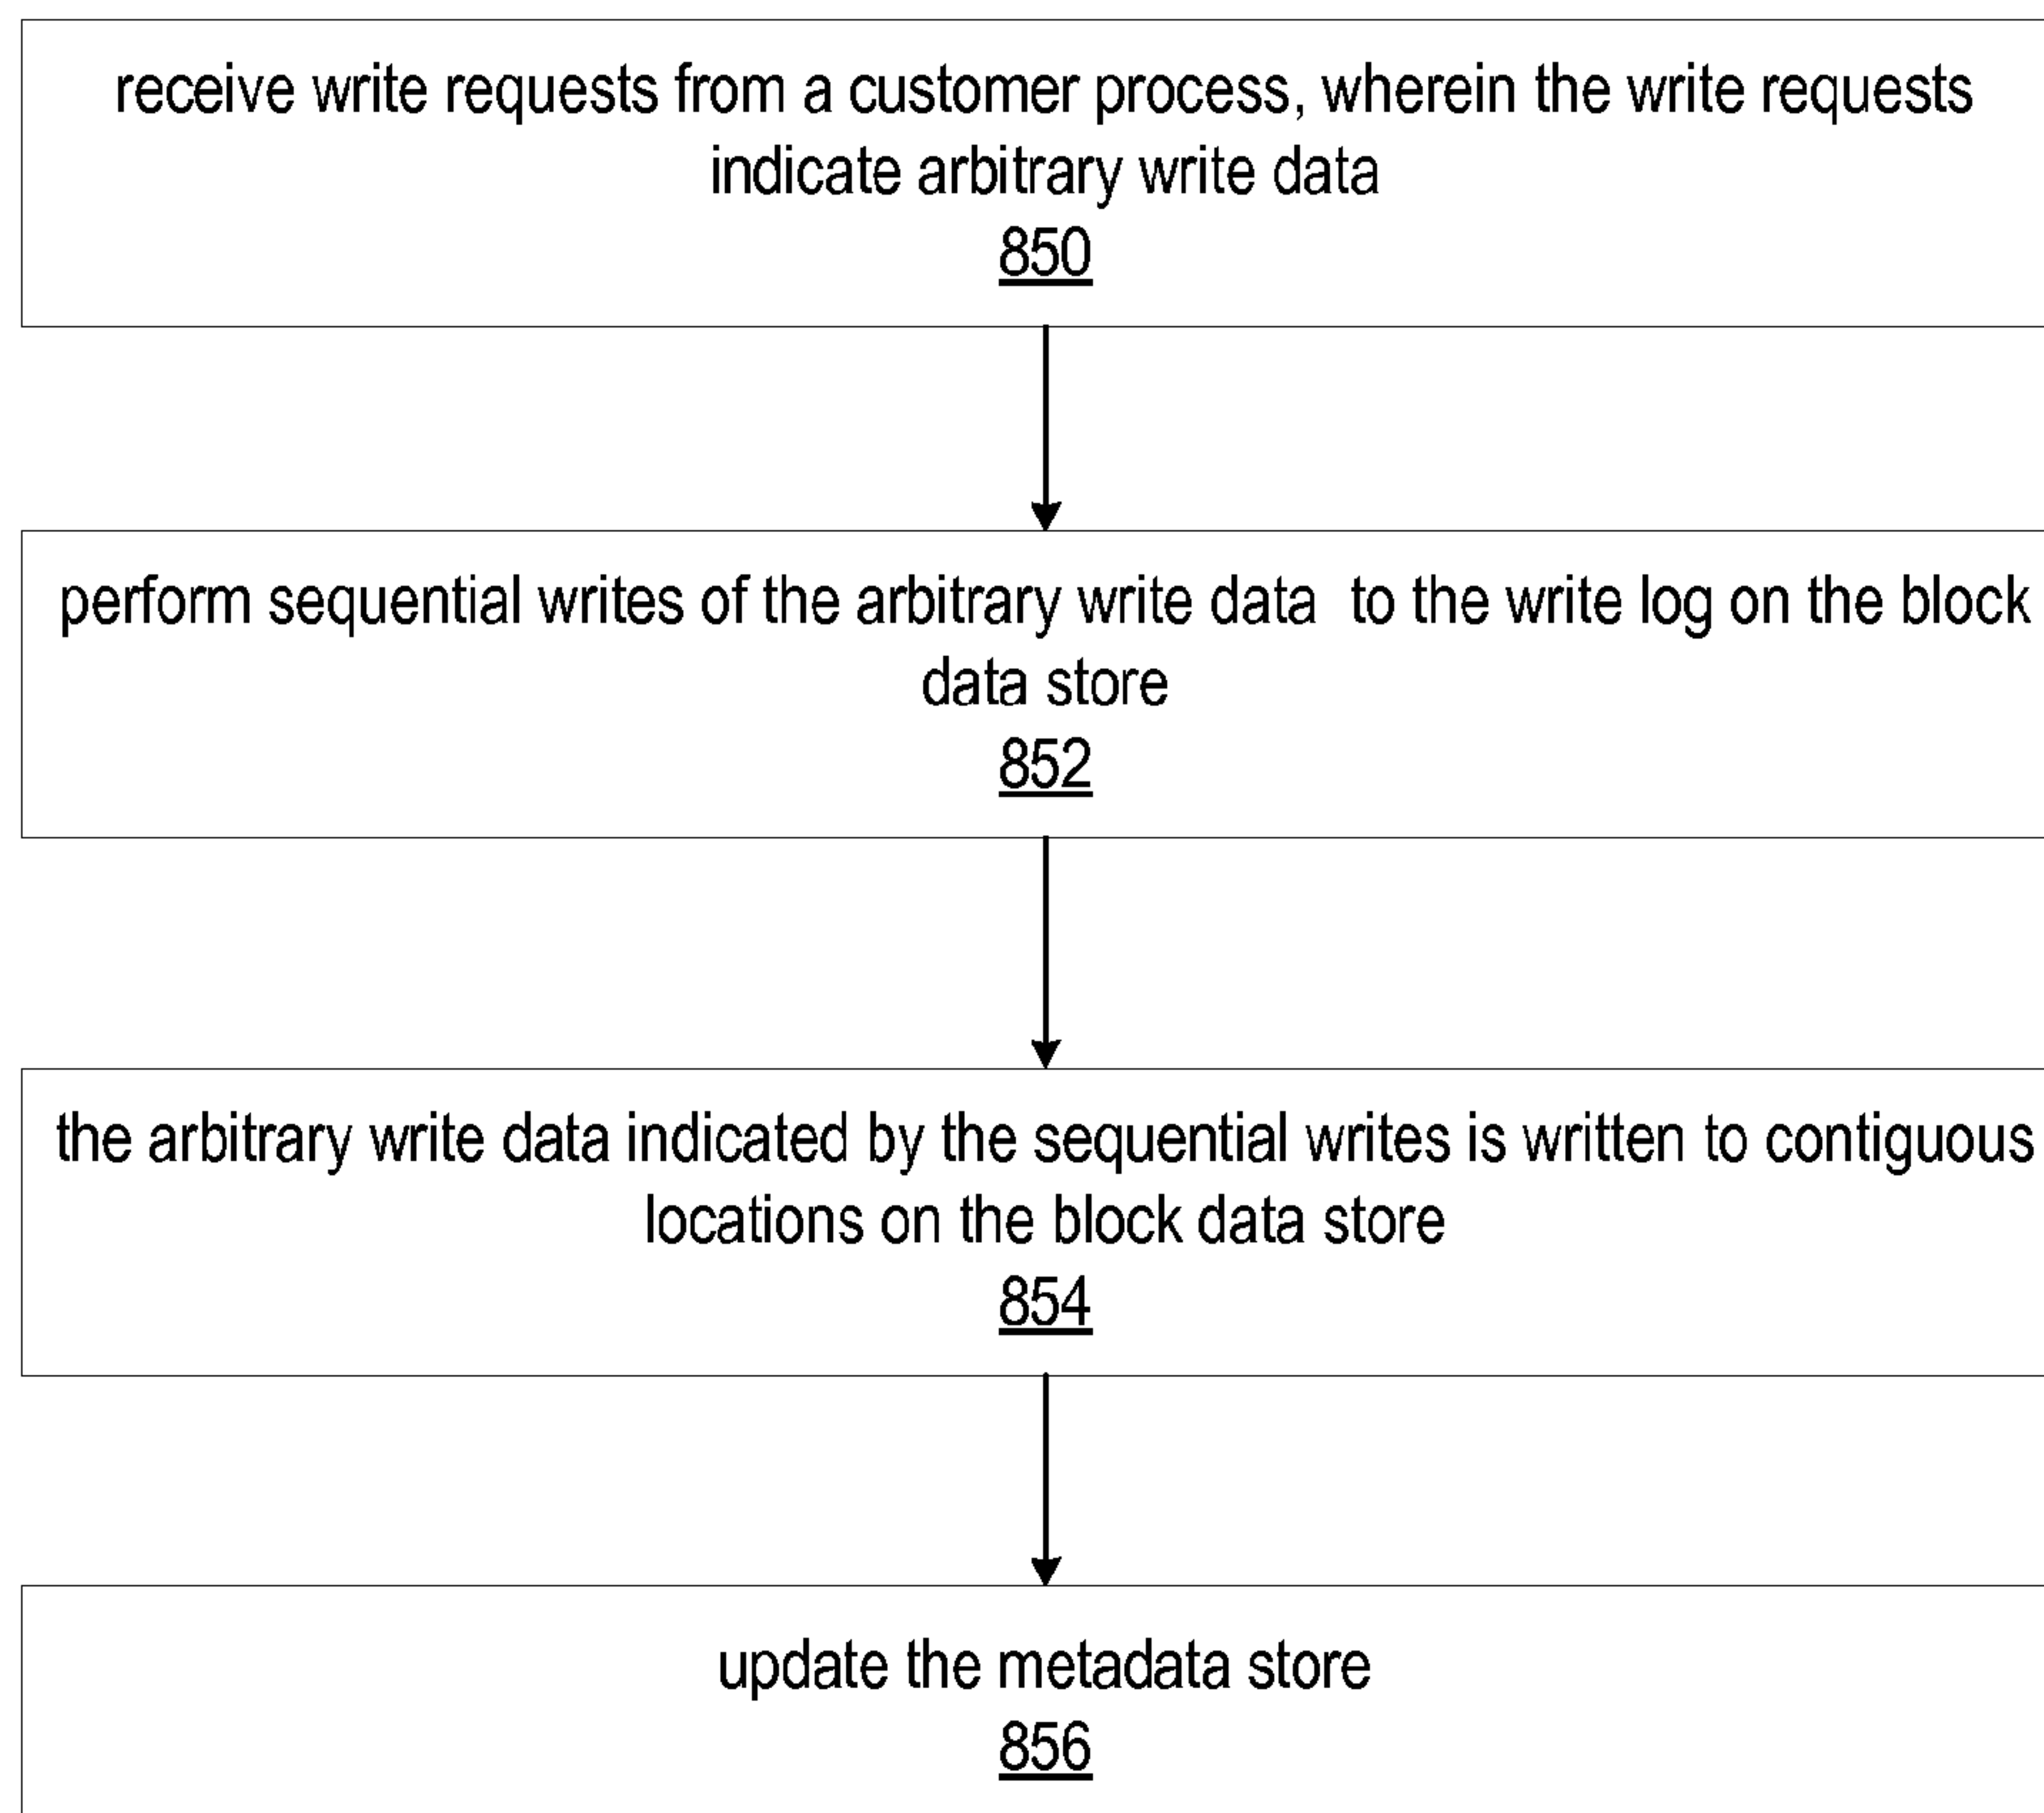 receive write requests from a customer process, wherein the write requests
indicate arbitrary write data
850
perform sequential writes of the arbitrary write data to the write log on the block
data store
852
the arbitrary write data indicated by the sequential writes is written to contiguous
locations on the block data store
854
update the metadata store
856